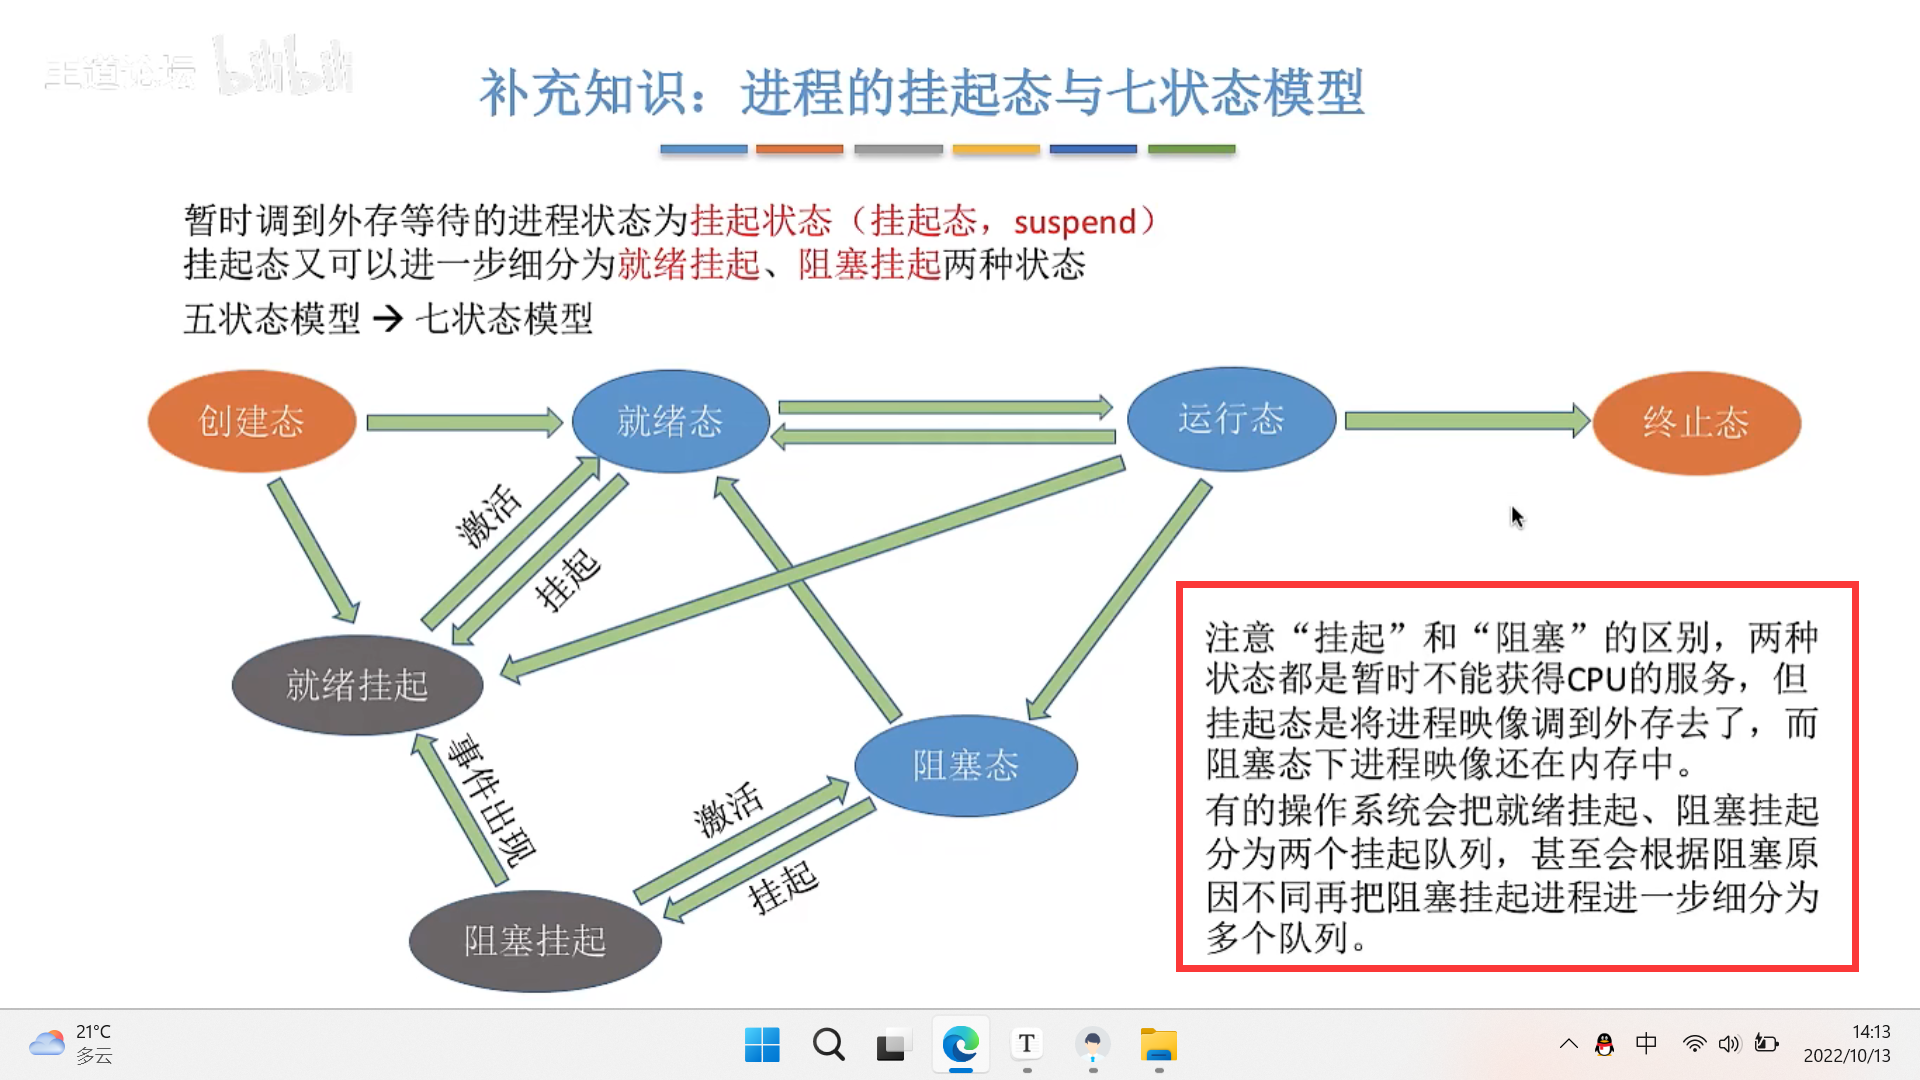 王道论坛 bilibili
补充知识：进程的挂起态与七状态模型
暂时调到外存等待的进程状态为挂起状态（挂起态，suspend）
挂起态又可以进一步细分为就绪挂起、阻塞挂起两种状态
五状态模型→七状态模型
创建态
就绪态
运行态
终止态
激活
挂起
就绪挂起
事件出现
阻塞态
激活
挂起
阻塞挂起
注意“挂起”和“阻塞”的区别，两种
状态都是暂时不能获得CPU的服务，但
挂起态是将进程映像调到外存去了，而
阻塞态下进程映像还在内存中。
有的操作系统会把就绪挂起、阻塞挂起
分为两个挂起队列，甚至会根据阻塞原
因不同再把阻塞挂起进程进一步细分为
多个队列。
21°C
多云
T
中
14:13
2022/10/13